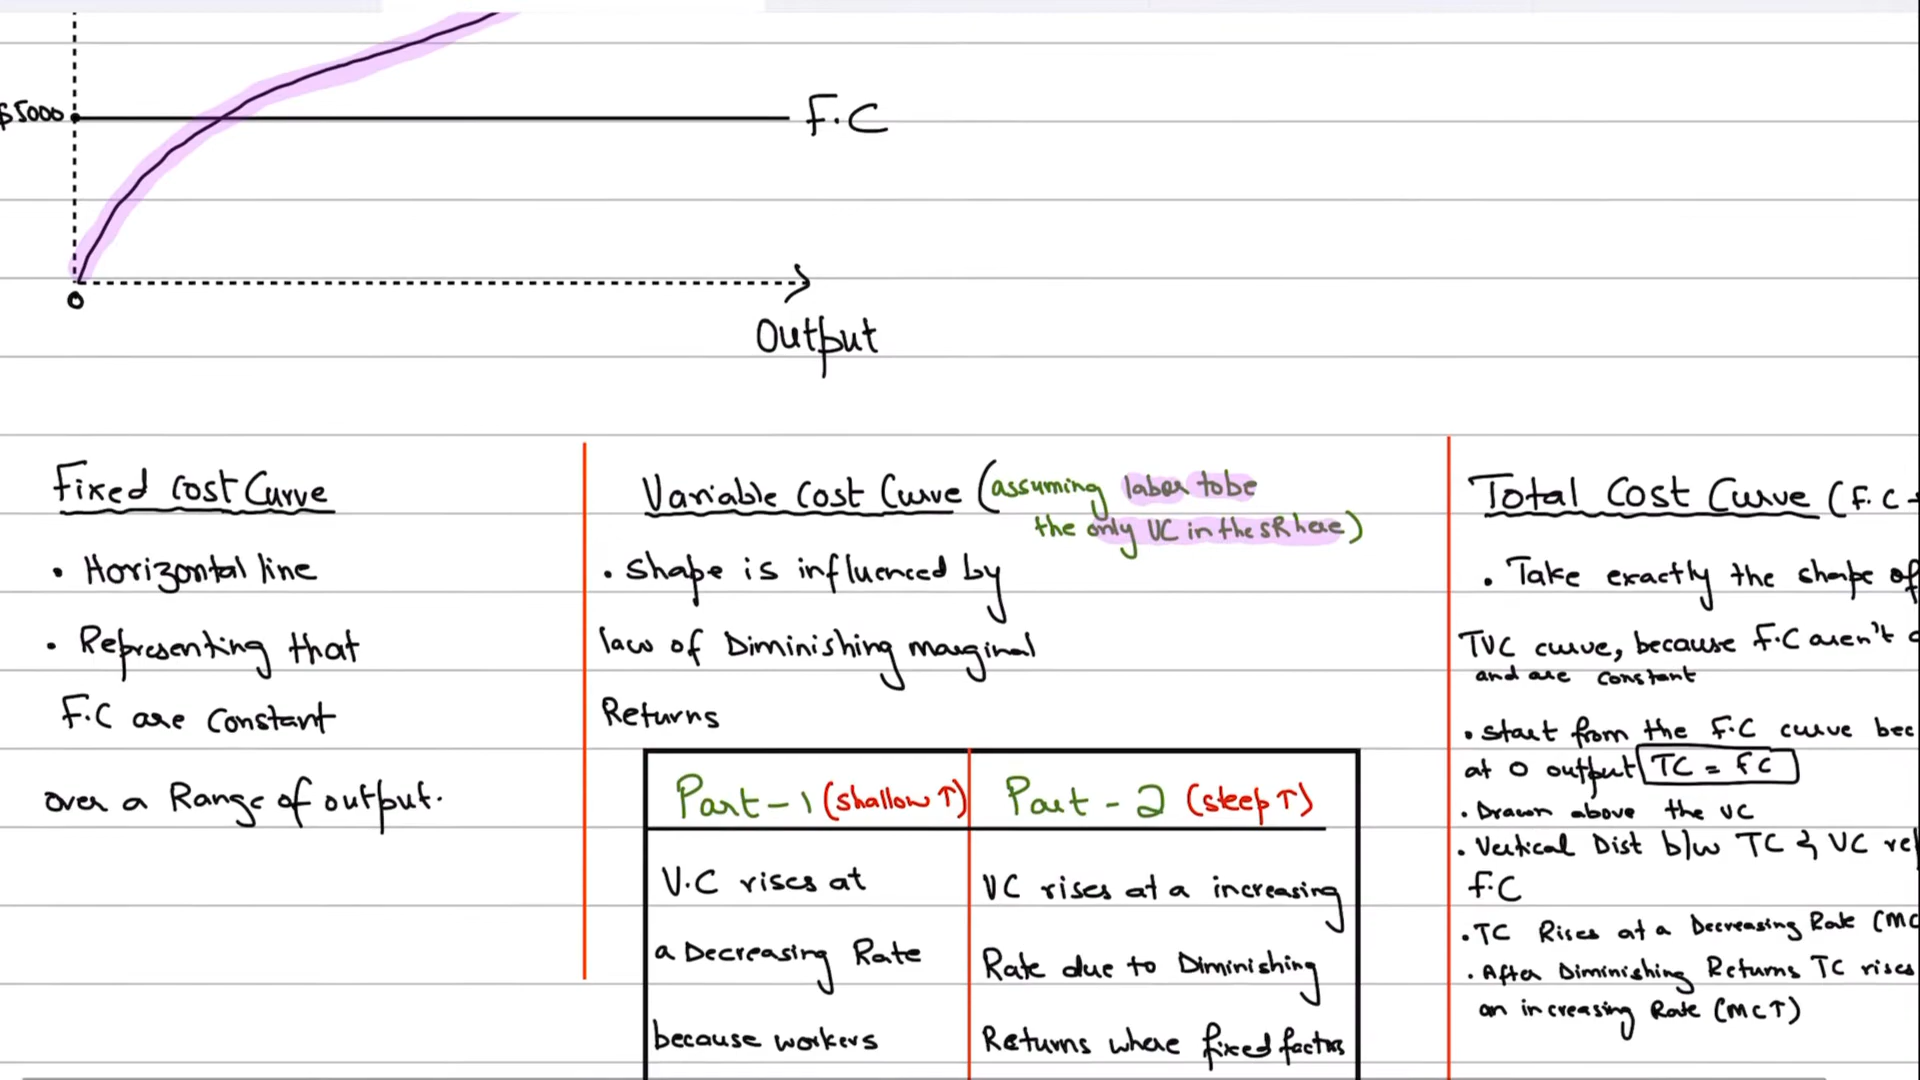 $5000
F.C
0
Output
Fixed Cost Curve
• Horizontal line
• Representing that
F.C are constant
over a Range of output.
Variable Cost Curve (assuming labor to be
the only VC in the SR here)
• Shape is influenced by
law of Diminishing marginal
Returns
Part-1 (shallow ↑)
V.C rises at
a Decreasing Rate
because workers
Part-2 (steep ↑)
VC rises at a increasing
Rate due to Diminishing
Returns where fixed factors
Total Cost Curve (F.C +
• Take exactly the shape of
TVC curve, because F.C aren't
and are constant
• Start from the F.C curve bec
at 0 output TC = FC
• Drawn above the VC
• Vertical Dist b/w TC & VC re
F.C
• TC Rises at a Decreasing Rate (MC
• After Diminishing Returns TC rises
an increasing Rate (MC↑)